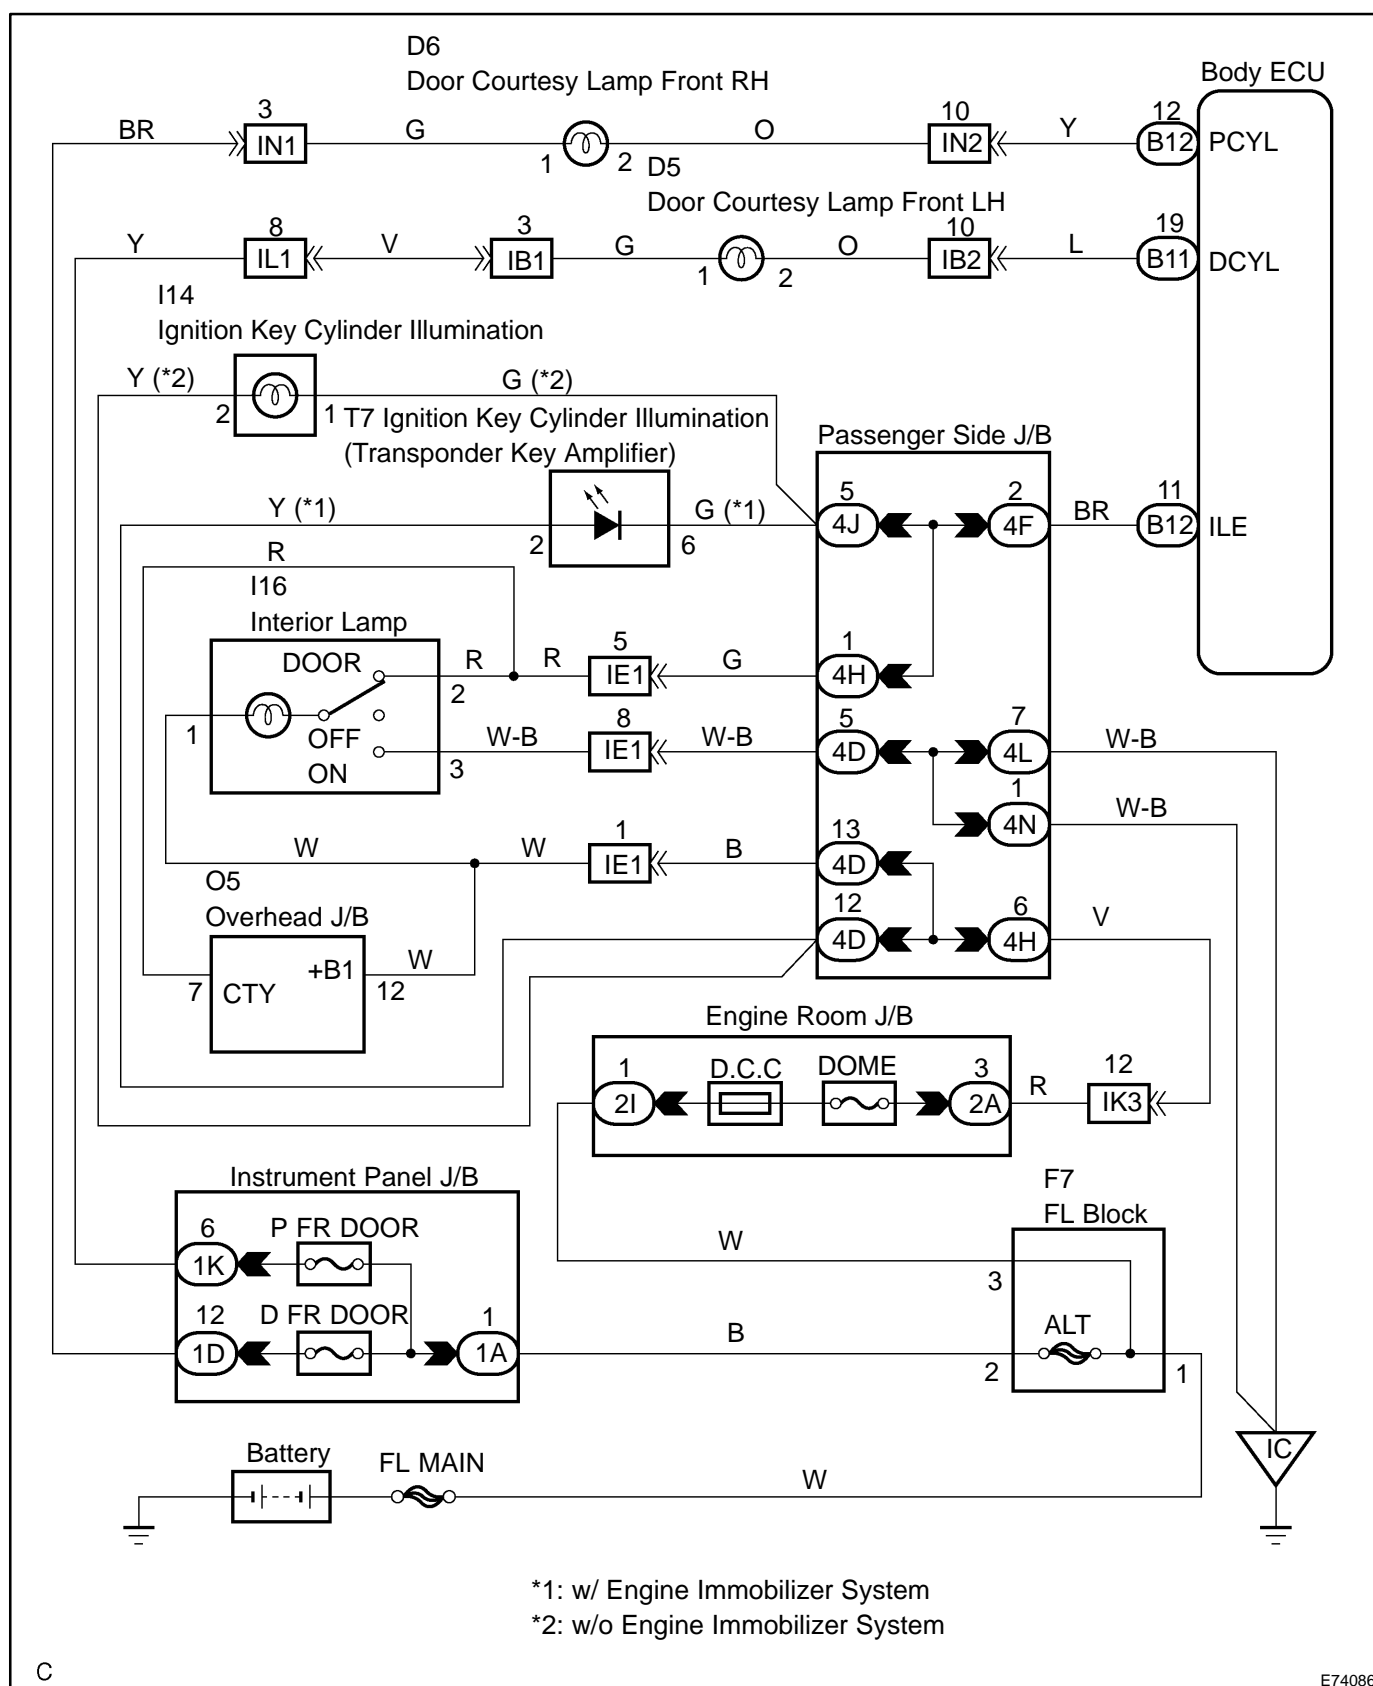 D6
Door Courtesy Lamp Front RH
Body ECU
BR
3
IN1
G
1
2
O
10
IN2
Y
12
B12
PCYL
D5
Door Courtesy Lamp Front LH
Y
8
IL1
V
3
IB1
G
1
2
O
10
IB2
L
19
B11
DCYL
I14
Ignition Key Cylinder Illumination
Y (*2)
2
1
G (*2)
T7 Ignition Key Cylinder Illumination
(Transponder Key Amplifier)
Passenger Side J/B
Y (*1)
2
6
G (*1)
5
4J
2
4F
BR
11
B12
ILE
R
I16
Interior Lamp
DOOR
OFF
ON
1
R
2
R
5
IE1
G
1
4H
3
W-B
8
IE1
W-B
5
4D
7
4L
W-B
1
4N
W-B
W
W
1
IE1
B
13
4D
O5
Overhead J/B
12
4D
6
4H
V
7
CTY
+B1
12
W
Engine Room J/B
1
2I
D.C.C
DOME
3
2A
R
12
IK3
Instrument Panel J/B
F7
FL Block
6
1K
P FR DOOR
W
3
12
1D
D FR DOOR
1
1A
B
2
ALT
1
Battery
FL MAIN
W
IC
*1: w/ Engine Immobilizer System
*2: w/o Engine Immobilizer System
C
E74086